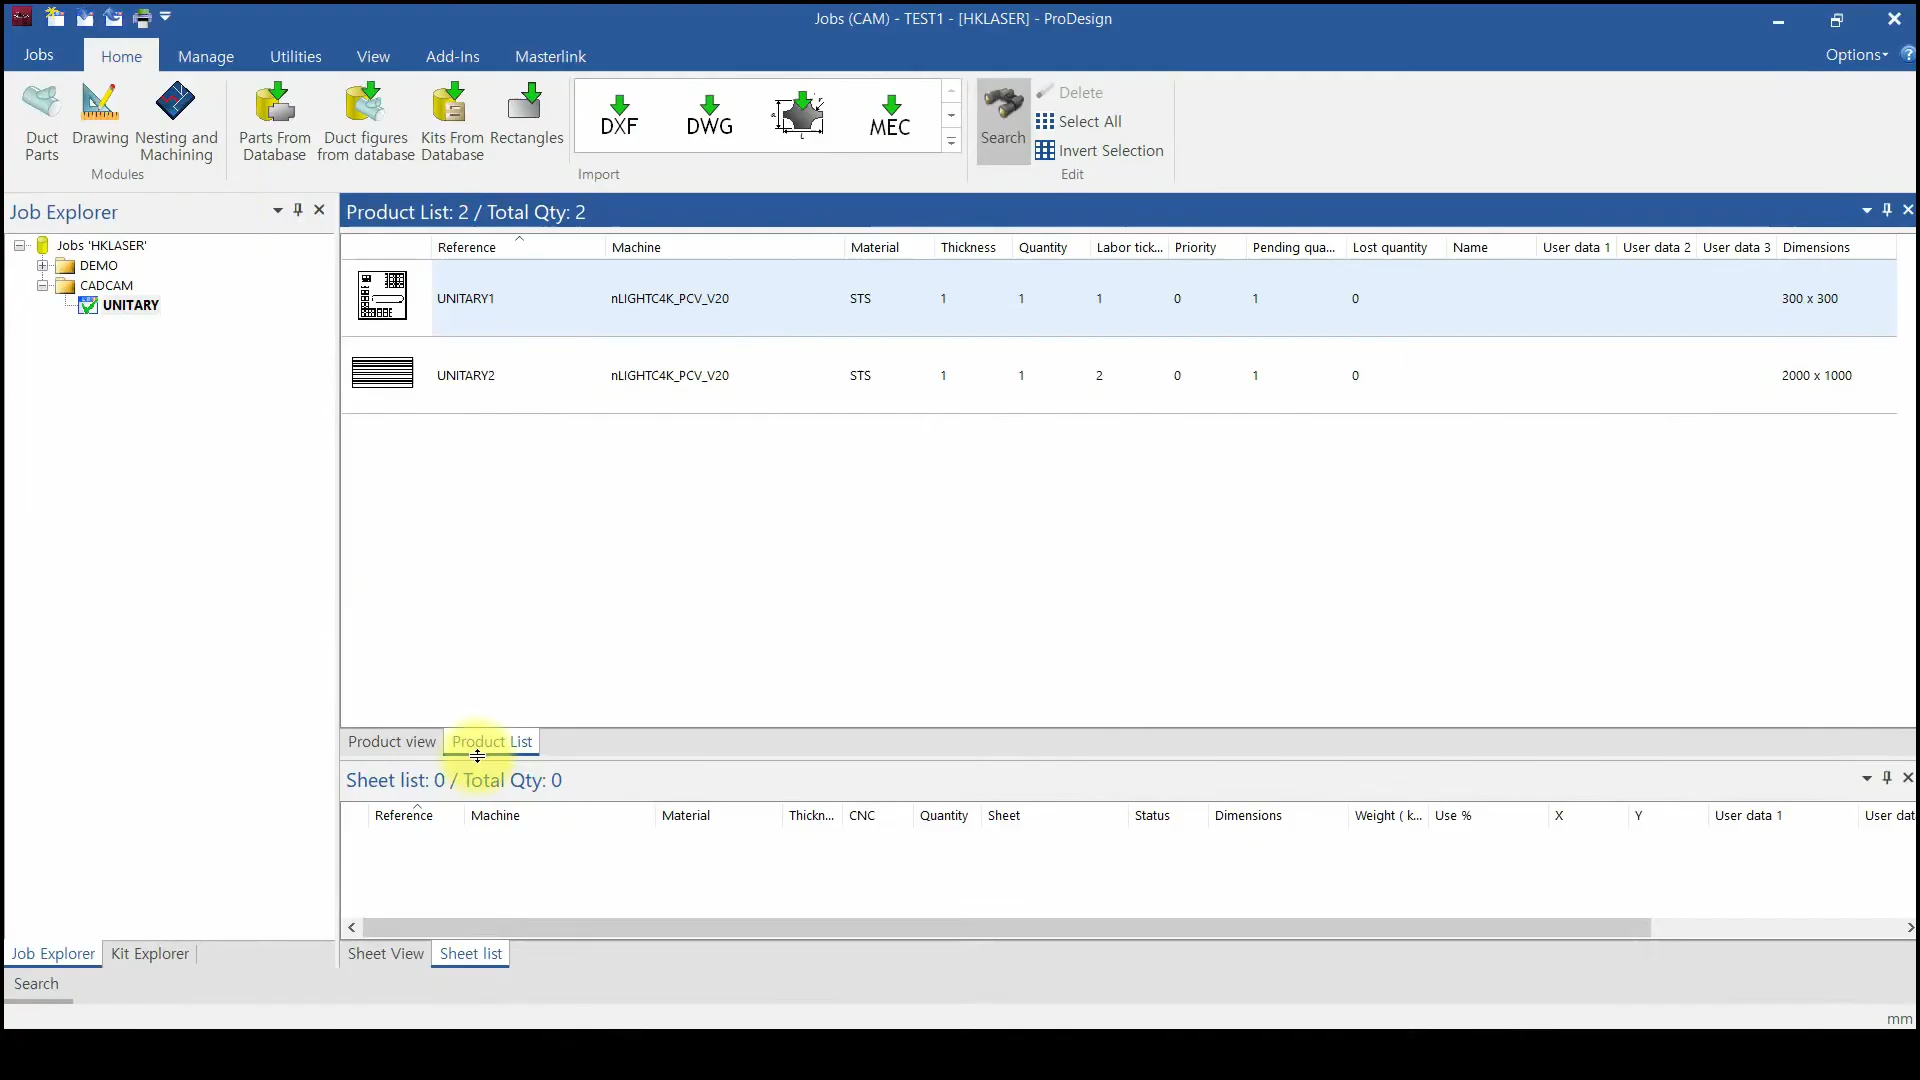 Jobs (CAM) - TEST1 - [HKLASER] - ProDesign
Jobs Home Manage Utilities View Add-Ins Masterlink Options
Duct Parts
Drawing
Nesting and Machining
Modules
Parts From Database
Duct figures from database
Kits From Database
Rectangles
DXF DWG MEC
Import
Search
Delete
Select All
Invert Selection
Edit
Job Explorer
Jobs 'HKLASER'
DEMO
CADCAM
UNITARY
Product List: 2 / Total Qty: 2
Reference Machine Material Thickness Quantity Labor tick... Priority Pending qua... Lost quantity Name User data 1 User data 2 User data 3 Dimensions
UNITARY1 nLIGHTC4K_PCV_V20 STS 1 1 1 0 1 0 300 x 300
UNITARY2 nLIGHTC4K_PCV_V20 STS 1 1 2 0 1 0 2000 x 1000
Product view Product List
Sheet list: 0 / Total Qty: 0
Reference Machine Material Thickn... CNC Quantity Sheet Status Dimensions Weight ( k... Use % X Y User data 1 User dat
Job Explorer Kit Explorer
Sheet View Sheet list
Search
mm